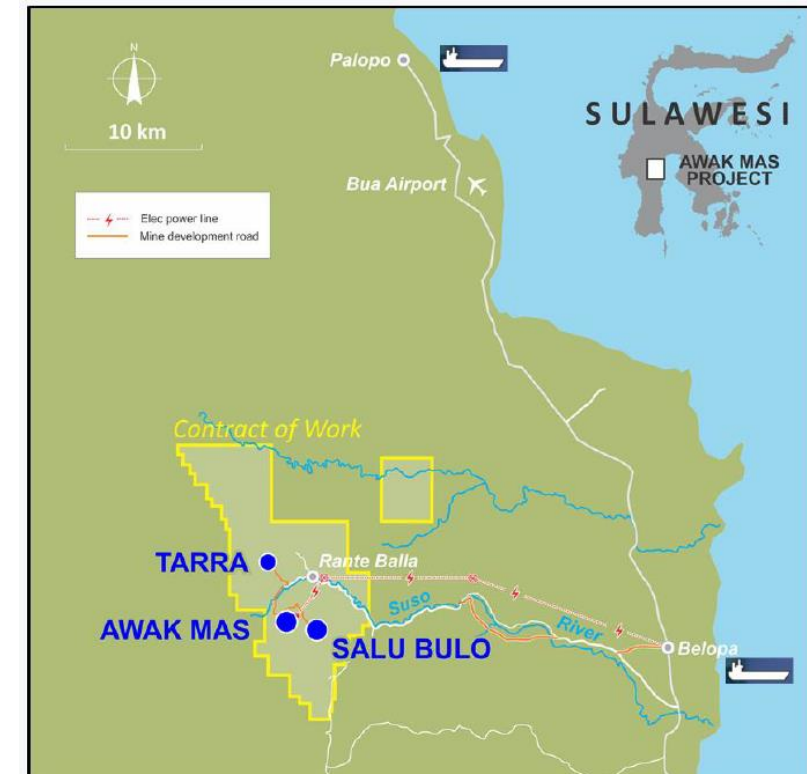 N
10 km
Palopo
SULAWESI
AWAK MAS
PROJECT
Bua Airport
Elec power line
Mine development road
Contract of Work
TARRA
Rante Balla
Suso
River
AWAK MAS
SALU BULO
Belopa